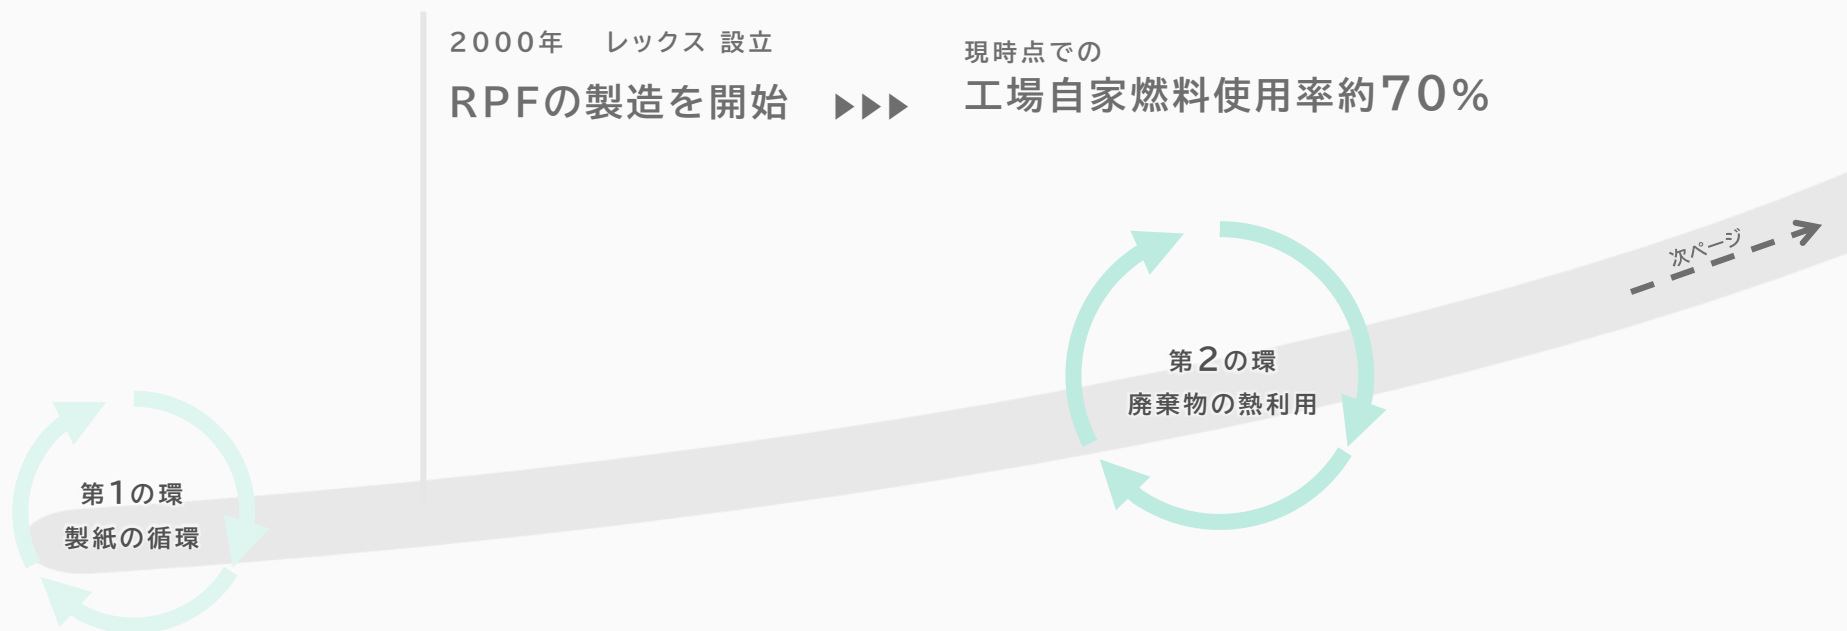 2000年 レックス 設立
RPFの製造を開始 ▶▶▶
現時点での
工場自家燃料使用率約70%
次ページ
第2の環
廃棄物の熱利用
第1の環
製紙の循環